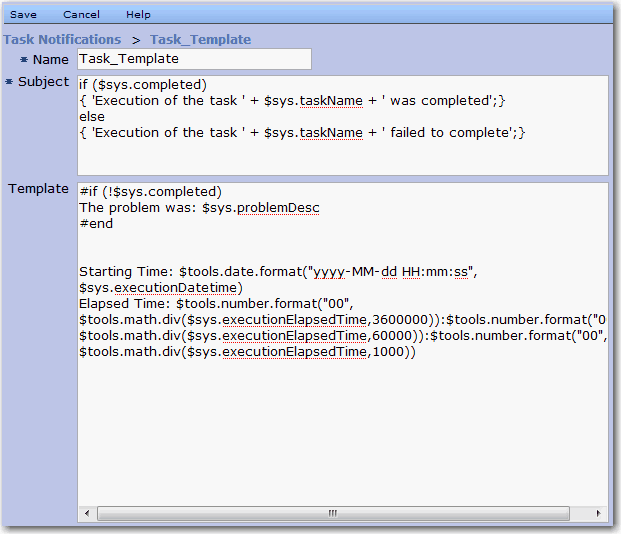 Save Cancel Help
Task Notifications > Task_Template
* Name Task_Template
* Subject if ($sys.completed)
{ 'Execution of the task ' + $sys.taskName + ' was completed';}
else
{ 'Execution of the task ' + $sys.taskName + ' failed to complete';}
Template #if (!$sys.completed)
The problem was: $sys.problemDesc
#end
Starting Time: $tools.date.format("yyyy-MM-dd HH:mm:ss",
$sys.executionDatetime)
Elapsed Time: $tools.number.format("00",
$tools.math.div($sys.executionElapsedTime,3600000)):$tools.number.format("0
$tools.math.div($sys.executionElapsedTime,60000)):$tools.number.format("00",
$tools.math.div($sys.executionElapsedTime,1000))